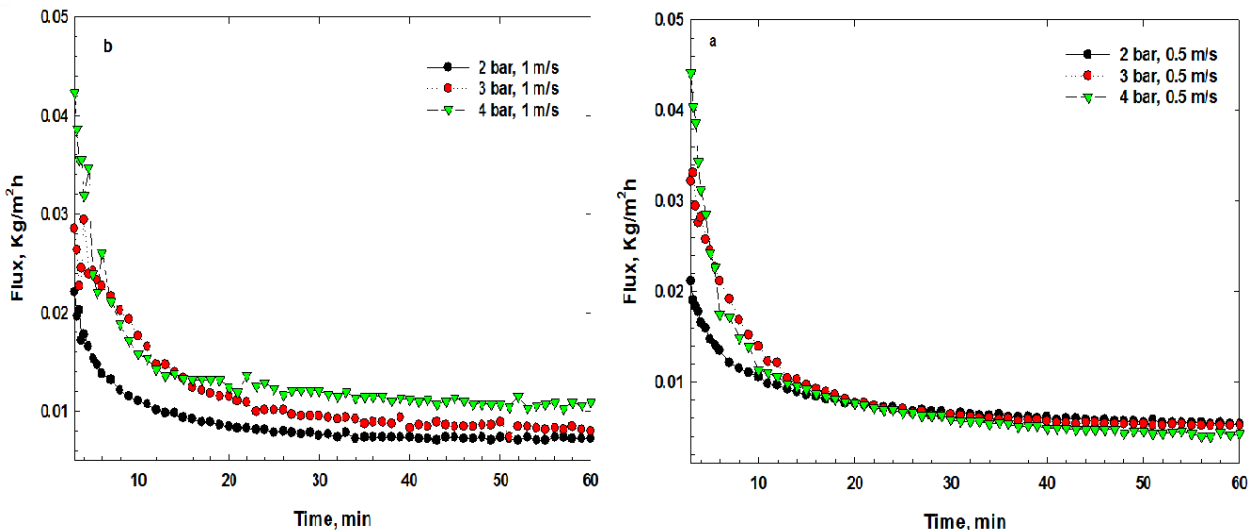 b
2 bar, 1 m/s
3 bar, 1 m/s
4 bar, 1 m/s
0.05
0.04
0.03
0.02
0.01
Flux, Kg/m²h
10 20 30 40 50 60
Time, min
a
2 bar, 0.5 m/s
3 bar, 0.5 m/s
4 bar, 0.5 m/s
0.05
0.04
0.03
0.02
0.01
Flux, Kg/m²h
10 20 30 40 50 60
Time, min